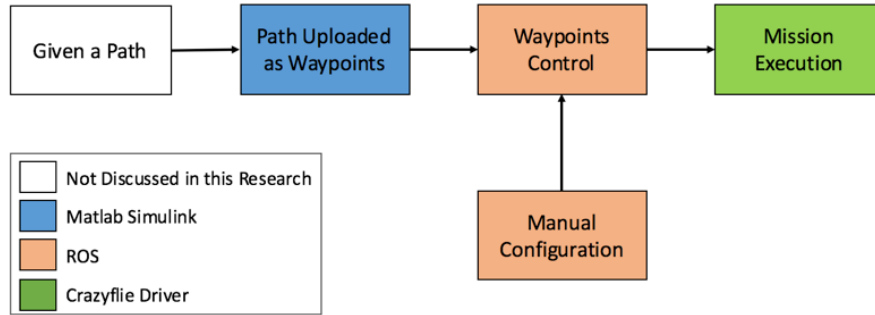 Given a Path
Path Uploaded
as Waypoints
Waypoints
Control
Mission
Execution
Manual
Configuration
Not Discussed in this Research
Matlab Simulink
ROS
Crazyflie Driver